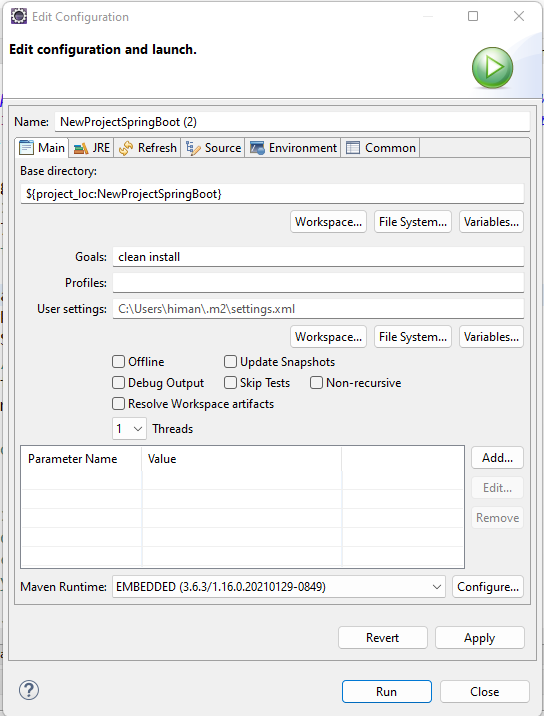 Edit Configuration
Edit configuration and launch.
Name: NewProjectSpringBoot (2)
Main JRE Refresh Source Environment Common
Base directory:
${project_loc:NewProjectSpringBoot}
Workspace... File System... Variables...
Goals: clean install
Profiles:
User settings: C:\Users\himan\.m2\settings.xml
Workspace... File System... Variables...
Offline Update Snapshots
Debug Output Skip Tests Non-recursive
Resolve Workspace artifacts
1 Threads
Parameter Name Value Add...
Edit...
Remove
Maven Runtime: EMBEDDED (3.6.3/1.16.0.20210129-0849) Configure...
Revert Apply
? Run Close